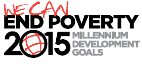 WE CAN
END POVERTY
2015 MILLENNIUM
DEVELOPMENT
GOALS